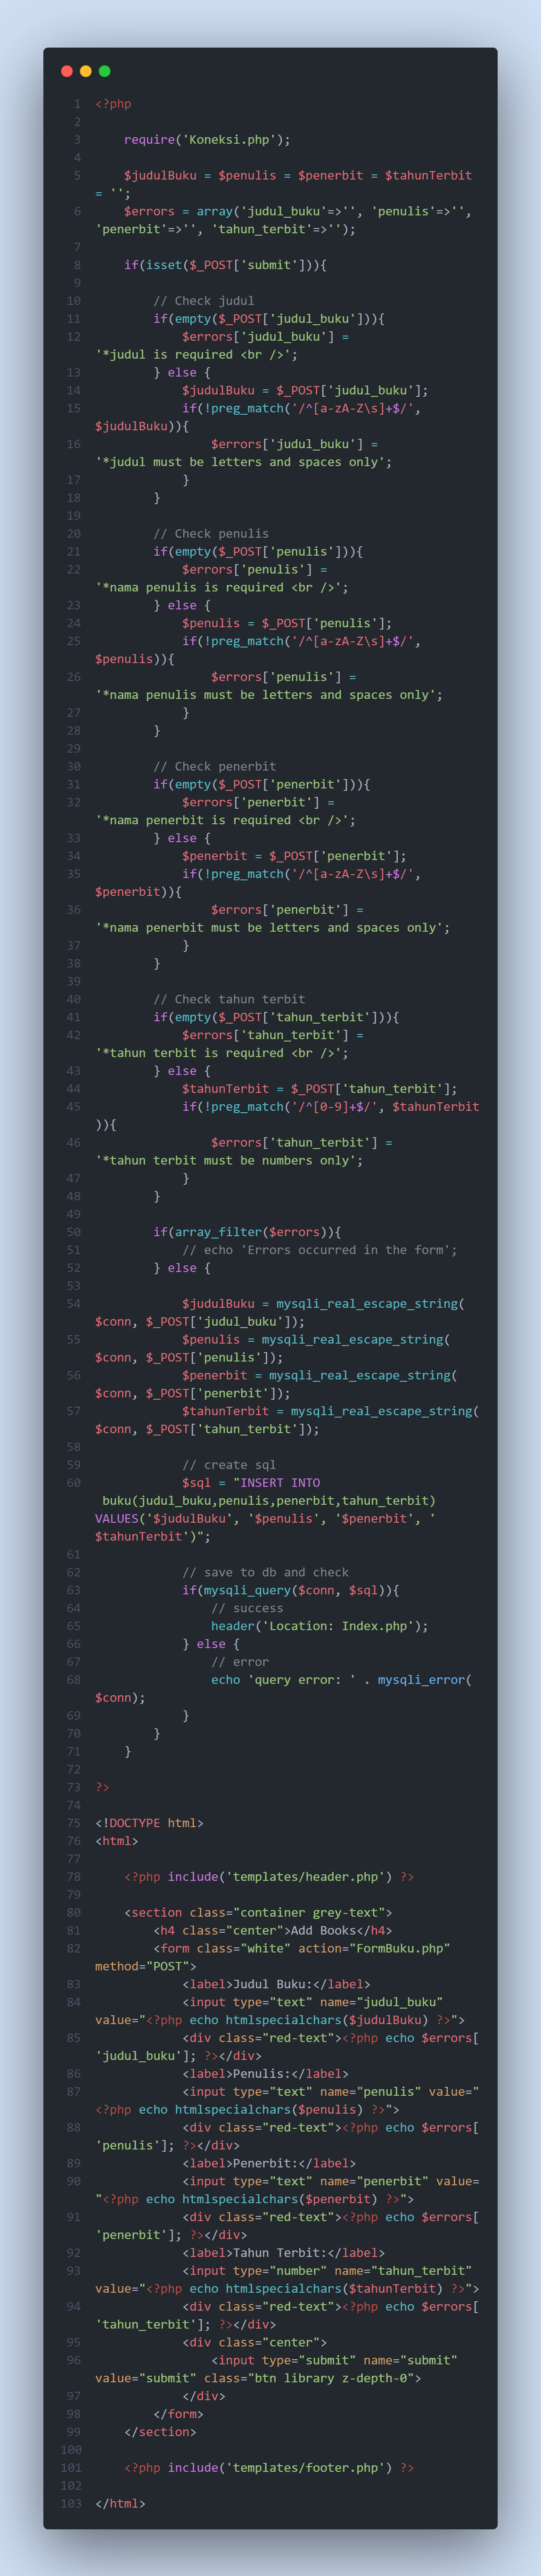 1 <?php
2
3     require('Koneksi.php');
4
5     $judulBuku = $penulis = $penerbit = $tahunTerbit
= '';
6     $errors = array('judul_buku'=>'', 'penulis'=>'',
'penerbit'=>'', 'tahun_terbit'=>'');
7
8     if(isset($_POST['submit'])){
9
10         // Check judul
11         if(empty($_POST['judul_buku'])){
12             $errors['judul_buku'] =
'*judul is required <br />';
13         } else {
14             $judulBuku = $_POST['judul_buku'];
15             if(!preg_match('/^[a-zA-Z\s]+$/',
$judulBuku)){
16                 $errors['judul_buku'] =
'*judul must be letters and spaces only';
17             }
18         }
19
20         // Check penulis
21         if(empty($_POST['penulis'])){
22             $errors['penulis'] =
'*nama penulis is required <br />';
23         } else {
24             $penulis = $_POST['penulis'];
25             if(!preg_match('/^[a-zA-Z\s]+$/',
$penulis)){
26                 $errors['penulis'] =
'*nama penulis must be letters and spaces only';
27             }
28         }
29
30         // Check penerbit
31         if(empty($_POST['penerbit'])){
32             $errors['penerbit'] =
'*nama penerbit is required <br />';
33         } else {
34             $penerbit = $_POST['penerbit'];
35             if(!preg_match('/^[a-zA-Z\s]+$/',
$penerbit)){
36                 $errors['penerbit'] =
'*nama penerbit must be letters and spaces only';
37             }
38         }
39
40         // Check tahun terbit
41         if(empty($_POST['tahun_terbit'])){
42             $errors['tahun_terbit'] =
'*tahun terbit is required <br />';
43         } else {
44             $tahunTerbit = $_POST['tahun_terbit'];
45             if(!preg_match('/^[0-9]+$/', $tahunTerbit
)){
46                 $errors['tahun_terbit'] =
'*tahun terbit must be numbers only';
47             }
48         }
49
50         if(array_filter($errors)){
51             // echo 'Errors occurred in the form';
52         } else {
53
54             $judulBuku = mysqli_real_escape_string(
$conn, $_POST['judul_buku']);
55             $penulis = mysqli_real_escape_string(
$conn, $_POST['penulis']);
56             $penerbit = mysqli_real_escape_string(
$conn, $_POST['penerbit']);
57             $tahunTerbit = mysqli_real_escape_string(
$conn, $_POST['tahun_terbit']);
58
59             // create sql
60             $sql = "INSERT INTO
 buku(judul_buku,penulis,penerbit,tahun_terbit)
VALUES('$judulBuku', '$penulis', '$penerbit', '
$tahunTerbit')";
61
62             // save to db and check
63             if(mysqli_query($conn, $sql)){
64                 // success
65                 header('Location: Index.php');
66             } else {
67                 // error
68                 echo 'query error: ' . mysqli_error(
$conn);
69             }
70         }
71     }
72
73 ?>
74
75 <!DOCTYPE html>
76 <html>
77
78     <?php include('templates/header.php') ?>
79
80     <section class="container grey-text">
81         <h4 class="center">Add Books</h4>
82         <form class="white" action="FormBuku.php"
method="POST">
83             <label>Judul Buku:</label>
84             <input type="text" name="judul_buku"
value="<?php echo htmlspecialchars($judulBuku) ?>">
85             <div class="red-text"><?php echo $errors[
'judul_buku']; ?></div>
86             <label>Penulis:</label>
87             <input type="text" name="penulis" value="
<?php echo htmlspecialchars($penulis) ?>">
88             <div class="red-text"><?php echo $errors[
'penulis']; ?></div>
89             <label>Penerbit:</label>
90             <input type="text" name="penerbit" value=
"<?php echo htmlspecialchars($penerbit) ?>">
91             <div class="red-text"><?php echo $errors[
'penerbit']; ?></div>
92             <label>Tahun Terbit:</label>
93             <input type="number" name="tahun_terbit"
value="<?php echo htmlspecialchars($tahunTerbit) ?>">
94             <div class="red-text"><?php echo $errors[
'tahun_terbit']; ?></div>
95             <div class="center">
96                 <input type="submit" name="submit"
value="submit" class="btn library z-depth-0">
97             </div>
98         </form>
99     </section>
100
101     <?php include('templates/footer.php') ?>
102
103 </html>